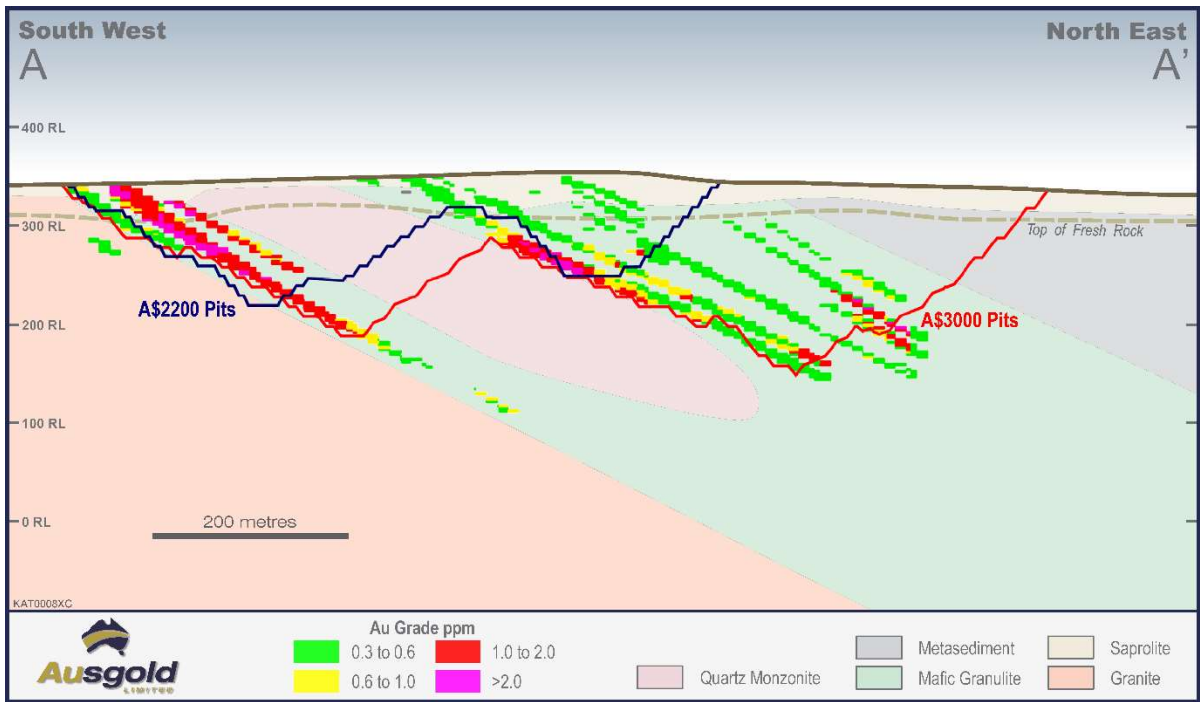 South West
North East
A
A'
400 RL
300 RL
Top of Fresh Rock
A$2200 Pits
A$3000 Pits
200 RL
100 RL
0 RL
200 metres
KAT0008XC
Ausgold
LIMITED
Au Grade ppm
0.3 to 0.6
1.0 to 2.0
0.6 to 1.0
>2.0
Quartz Monzonite
Metasediment
Saprolite
Mafic Granulite
Granite